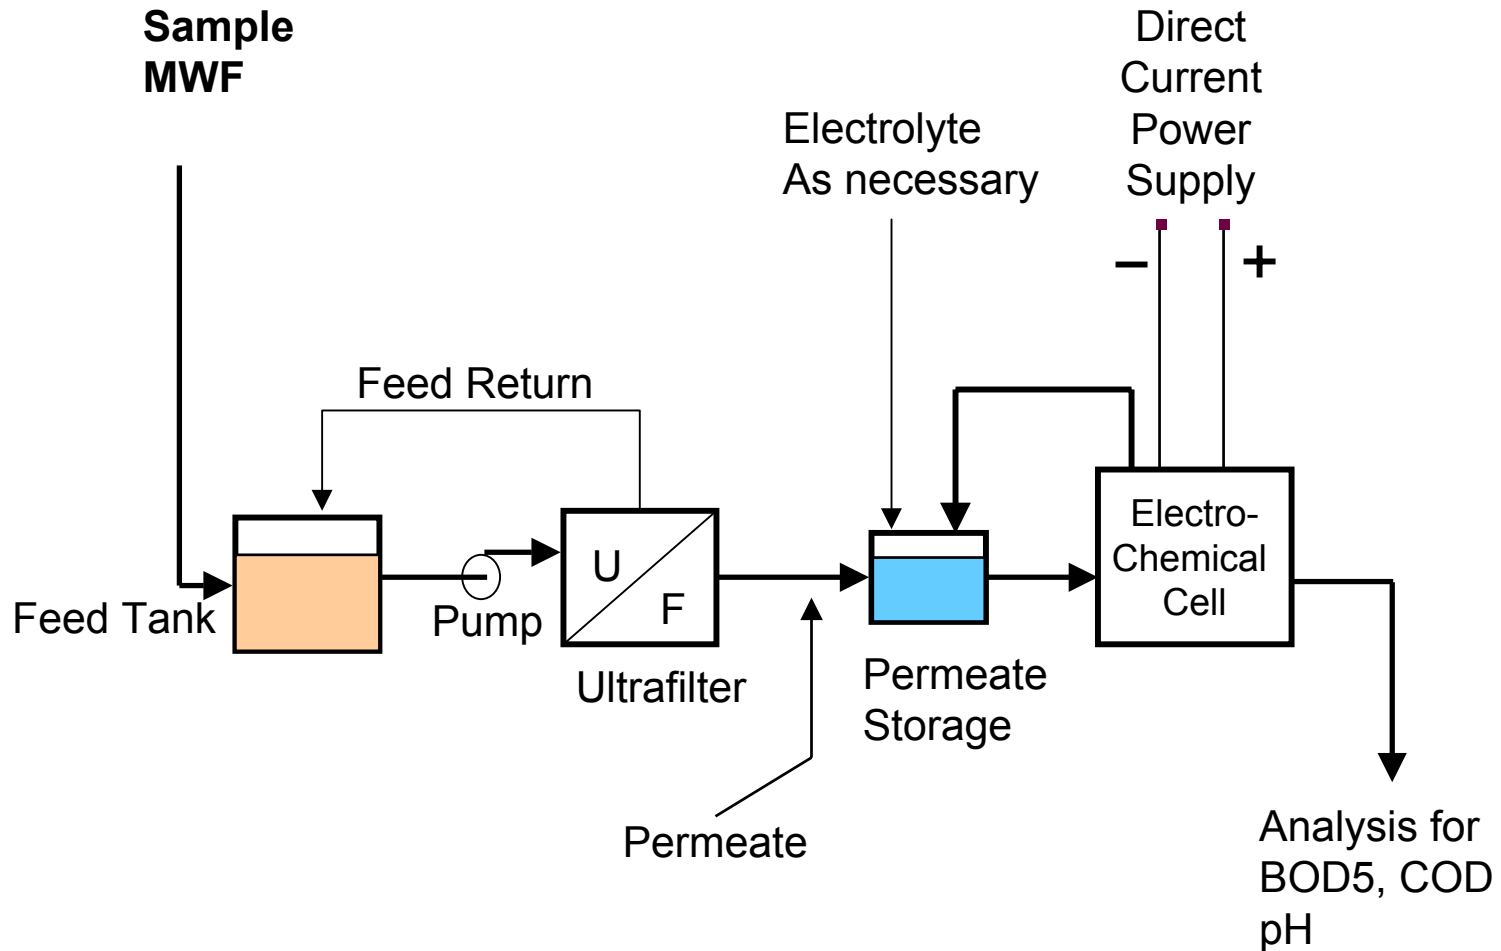 Sample
MWF
Direct
Current
Power
Supply
Electrolyte
As necessary
–
+
Feed Return
Feed Tank
Pump
U
F
Ultrafilter
Permeate
Permeate
Storage
Electro-
Chemical
Cell
Analysis for
BOD5, COD
pH